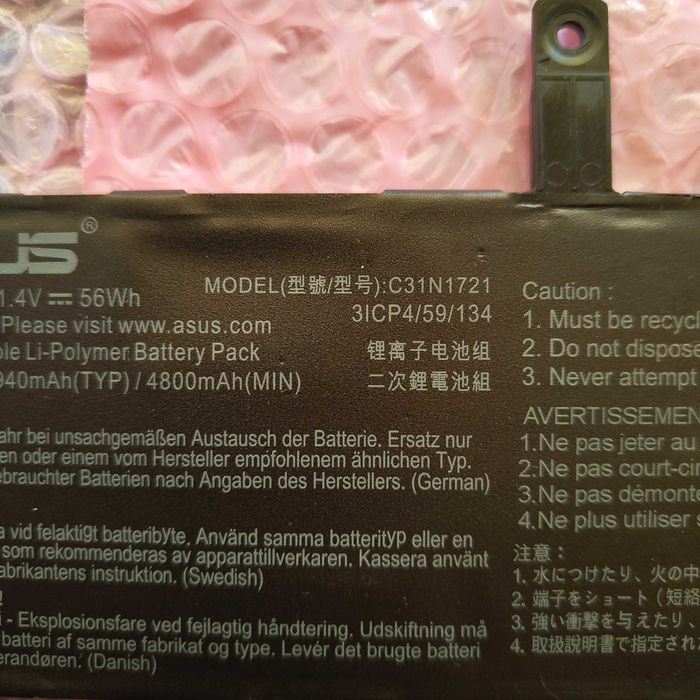 US®
1.4V ⎓ 56Wh
MODEL(型號/型号):C31N1721
Please visit www.asus.com
3ICP4/59/134
ble Li-Polymer Battery Pack
锂离子电池组
940mAh(TYP) / 4800mAh(MIN)
二次鋰電池組
ahr bei unsachgemäßen Austausch der Batterie. Ersatz nur
en oder einem vom Hersteller empfohlenem ähnlichen Typ.
ebrauchter Batterien nach Angaben des Herstellers. (German)
a vid felaktigt batteribyte. Använd samma batterityp eller en
som rekommenderas av apparattillverkaren. Kassera använt
abrikantens instruktion. (Swedish)
i - Eksplosionsfare ved fejlagtig håndtering. Udskiftning må
batteri af samme fabrikat og type. Levér det brugte batteri
erandøren. (Danish)
Caution :
1. Must be recycl
2. Do not dispose
3. Never attempt
AVERTISSEMEN
1.Ne pas jeter au
2.Ne pas court-ci
3.Ne pas démont
4.Ne plus utiliser
注意：
1. 水につけたり、火の中
2. 端子をショート（短絡
3. 強い衝撃を与えたり、
4. 取扱説明書で指定され